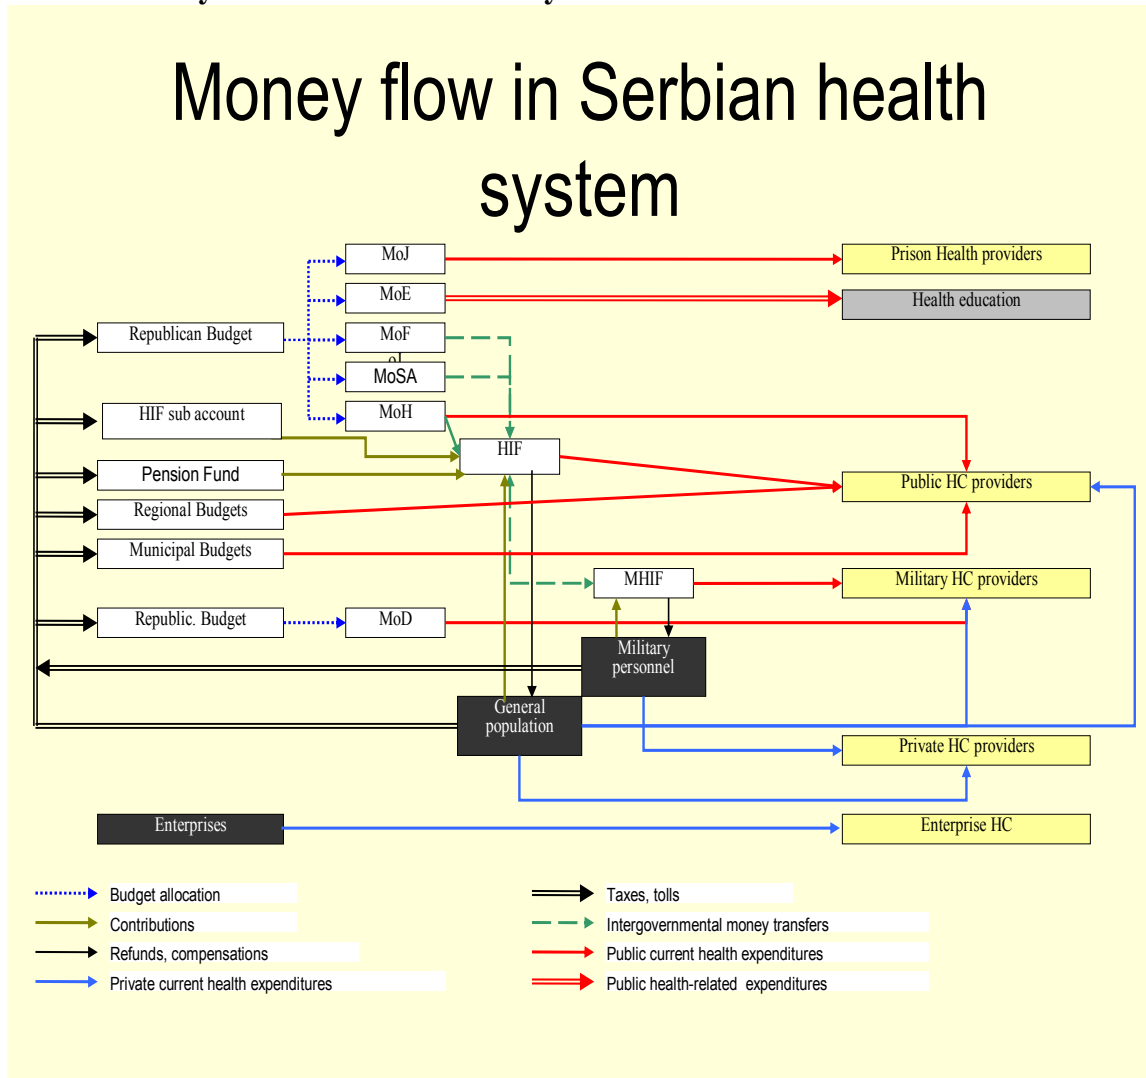 Money flow in Serbian health
system
MoJ
Prison Health providers
MoE
Health education
Republican Budget
MoF
MoSA
HIF sub account
MoH
HIF
Pension Fund
Public HC providers
Regional Budgets
Municipal Budgets
MHIF
Military HC providers
Republic. Budget
MoD
Military
personnel
General
population
Private HC providers
Enterprises
Enterprise HC
Budget allocation
Taxes, tolls
Contributions
Intergovernmental money transfers
Refunds, compensations
Public current health expenditures
Private current health expenditures
Public health-related expenditures